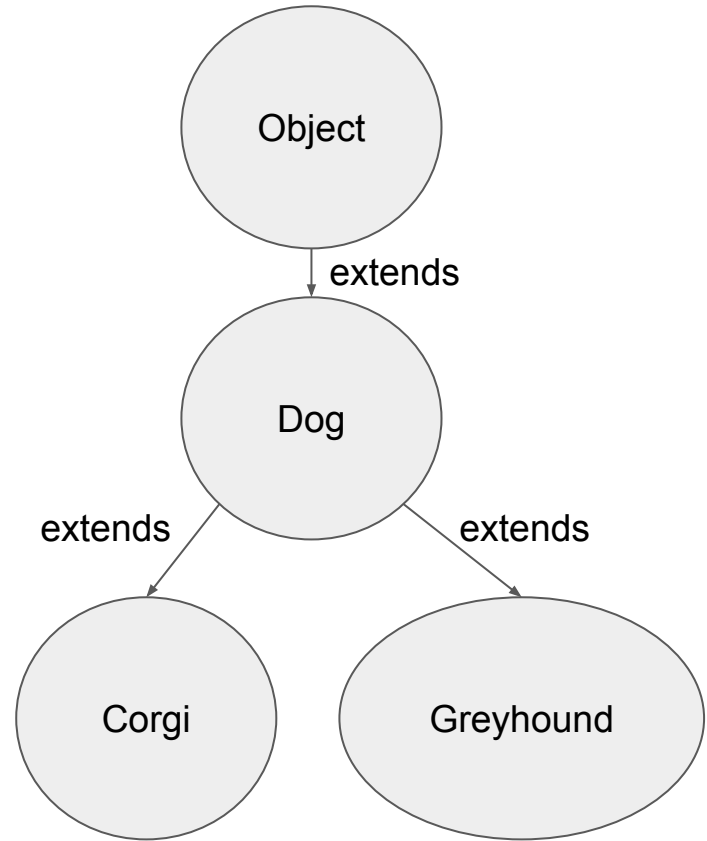 Object
extends
Dog
extends
extends
Corgi
Greyhound